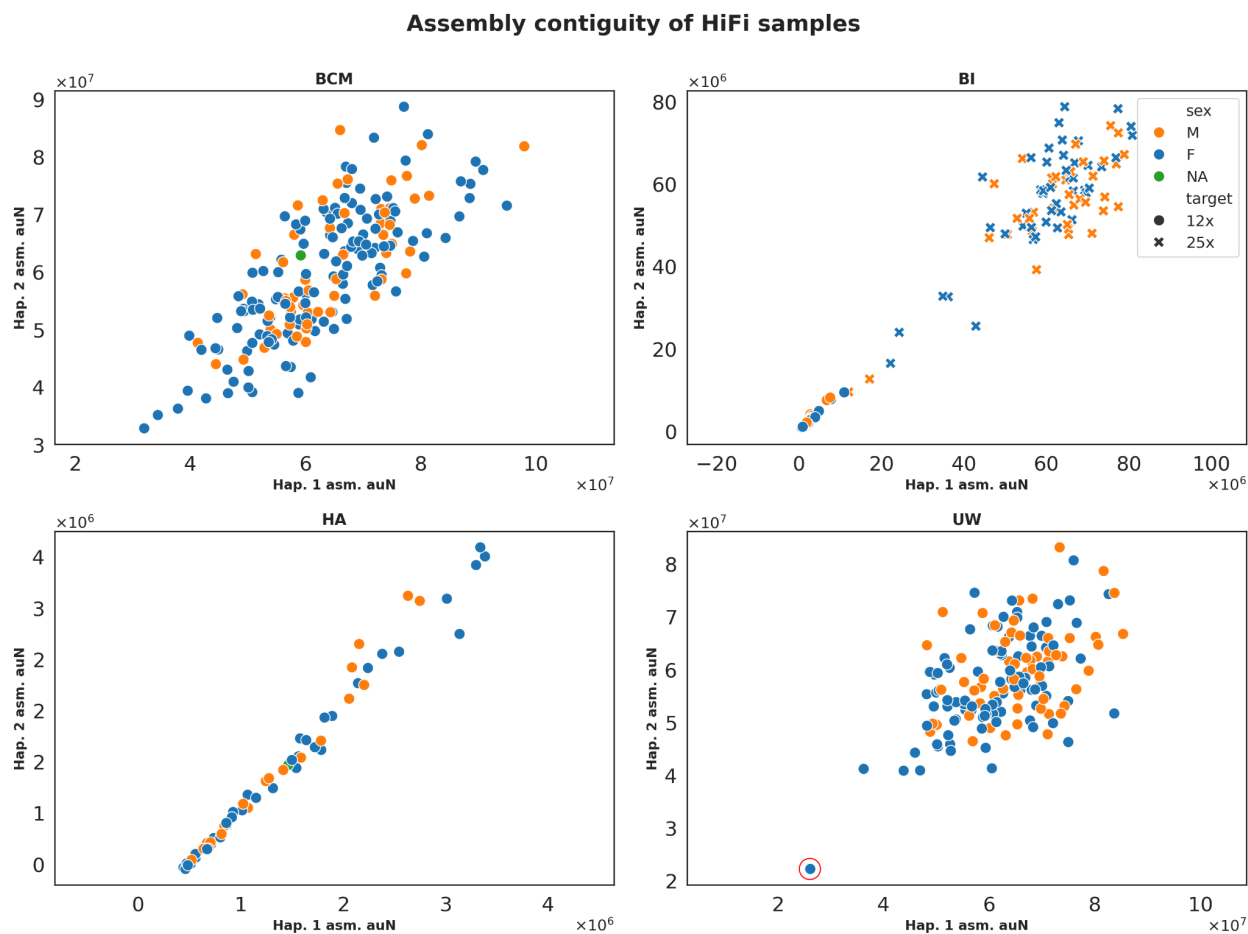 Assembly contiguity of HiFi samples
BCM
×10⁷
9
8
7
6
5
4
3
Hap. 2 asm. auN
2
4
6
8
10
Hap. 1 asm. auN
×10⁷
BI
×10⁶
80
60
40
20
0
Hap. 2 asm. auN
−20
0
20
40
60
80
100
Hap. 1 asm. auN
×10⁶
sex
M
F
NA
target
12x
25x
HA
×10⁶
4
3
2
2
2
1
0
Hap. 2 asm. auN
0
1
2
3
4
Hap. 1 asm. auN
×10⁶
UW
×10⁷
8
7
6
5
4
3
2
Hap. 2 asm. auN
2
4
6
8
10
Hap. 1 asm. auN
×10⁷